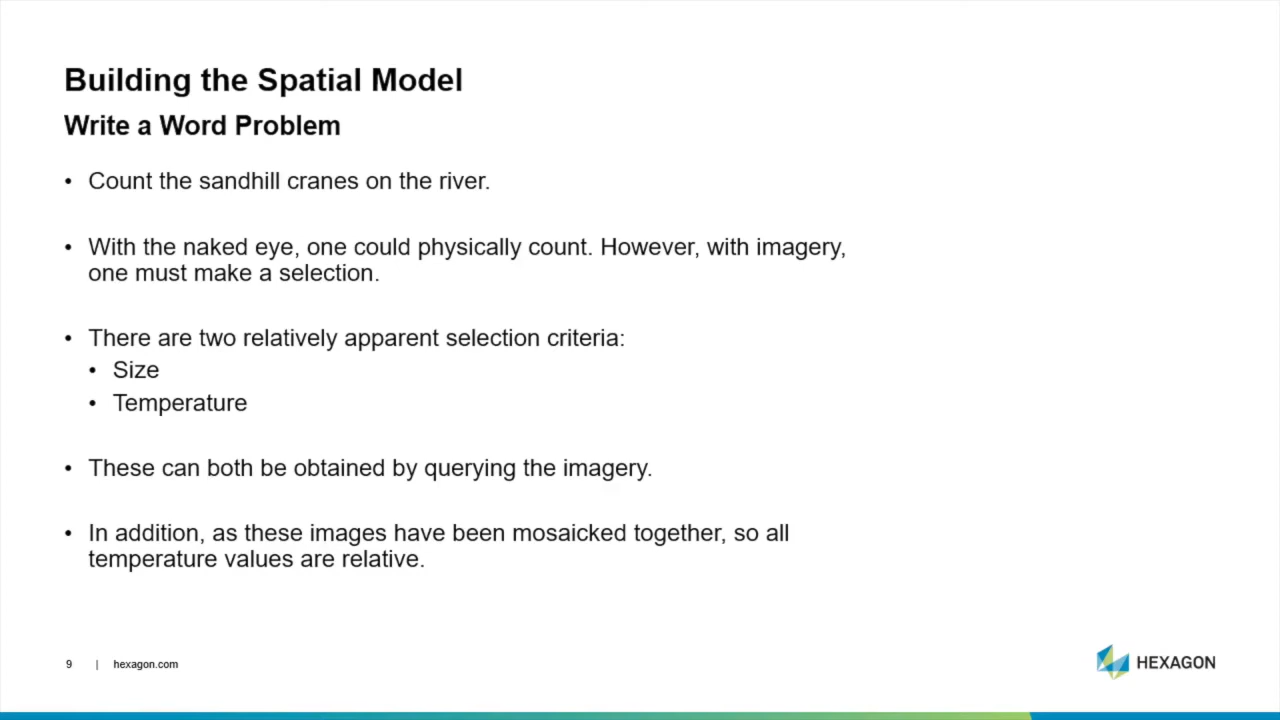 Building the Spatial Model
Write a Word Problem
• Count the sandhill cranes on the river.
• With the naked eye, one could physically count. However, with imagery,
one must make a selection.
• There are two relatively apparent selection criteria:
• Size
• Temperature
• These can both be obtained by querying the imagery.
• In addition, as these images have been mosaicked together, so all
temperature values are relative.
9 | hexagon.com
HEXAGON